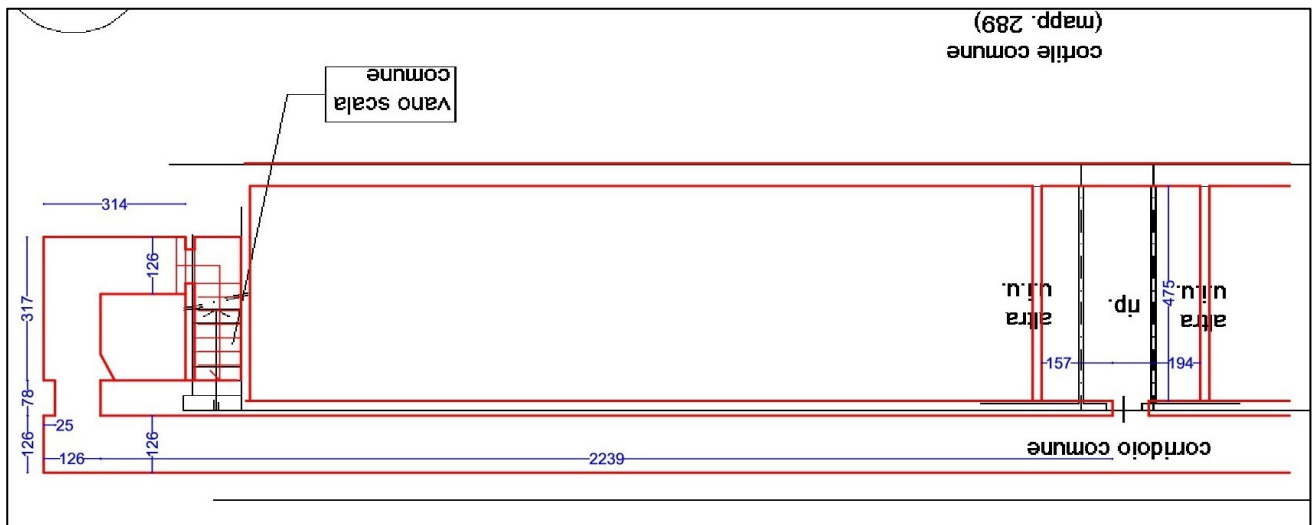 cortile comune
(mapp. 289)
vano scala
comune
314
126
317
475
altra
u.i.u.
rip.
altra
u.i.u.
157
194
78
25
126
126
126
2239
corridoio comune